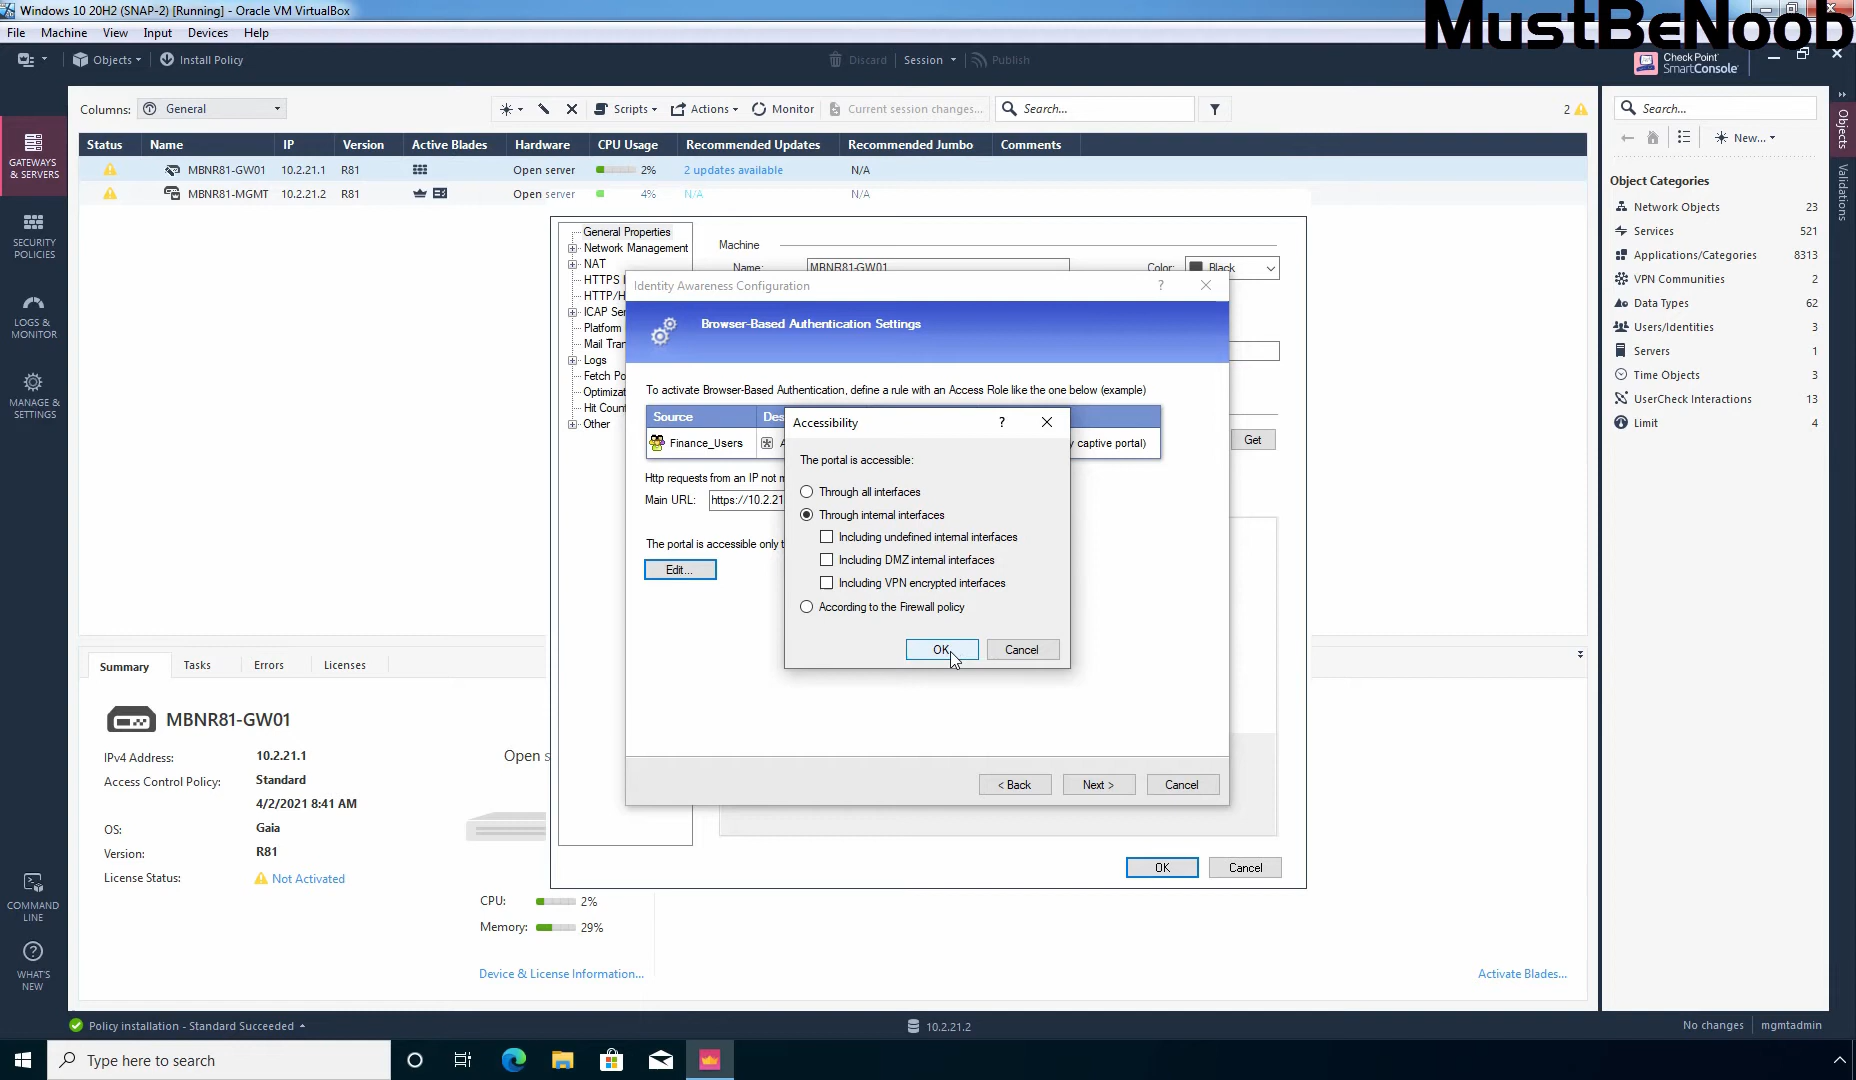 Windows 10 20H2 (SNAP-2) [Running] - Oracle VM VirtualBox
MustBeNoob
File Machine View Input Devices Help
Objects Install Policy Discard Session Publish
Check Point
SmartConsole
Columns: General Scripts Actions Monitor Current session changes... Search... 2
Status Name IP Version Active Blades Hardware CPU Usage Recommended Updates Recommended Jumbo Comments
MBNR81-GW01 10.2.21.1 R81 Open server 2% 2 updates available N/A
MBNR81-MGMT 10.2.21.2 R81 Open server 4% N/A N/A
GATEWAYS
& SERVERS
SECURITY
POLICIES
LOGS &
MONITOR
MANAGE &
SETTINGS
COMMAND
LINE
WHAT'S
NEW
General Properties
Network Management
NAT
HTTPS
HTTP/H
ICAP Ser
Platform
Mail Tran
Logs
Fetch Po
Optimizat
Hit Count
Other
Machine
Name: MBNR81-GW01 Color: Black
Get
Identity Awareness Configuration ?
Browser-Based Authentication Settings
To activate Browser-Based Authentication, define a rule with an Access Role like the one below (example)
Source Des
Finance_Users y captive portal)
Http requests from an IP not m
Main URL: https://10.2.21
The portal is accessible only t
Edit...
Accessibility ?
The portal is accessible:
Through all interfaces
Through internal interfaces
Including undefined internal interfaces
Including DMZ internal interfaces
Including VPN encrypted interfaces
According to the Firewall policy
OK Cancel
< Back Next > Cancel
OK Cancel
Summary Tasks Errors Licenses
MBNR81-GW01
IPv4 Address: 10.2.21.1
Access Control Policy: Standard
4/2/2021 8:41 AM
OS: Gaia
Version: R81
License Status: Not Activated
Open s
CPU: 2%
Memory: 29%
Device & License Information...
Activate Blades...
Search...
New...
Object Categories
Network Objects 23
Services 521
Applications/Categories 8313
VPN Communities 2
Data Types 62
Users/Identities 3
Servers 1
Time Objects 3
UserCheck Interactions 13
Limit 4
Objects
Validations
Policy installation - Standard Succeeded 10.2.21.2 No changes mgmtadmin
Type here to search